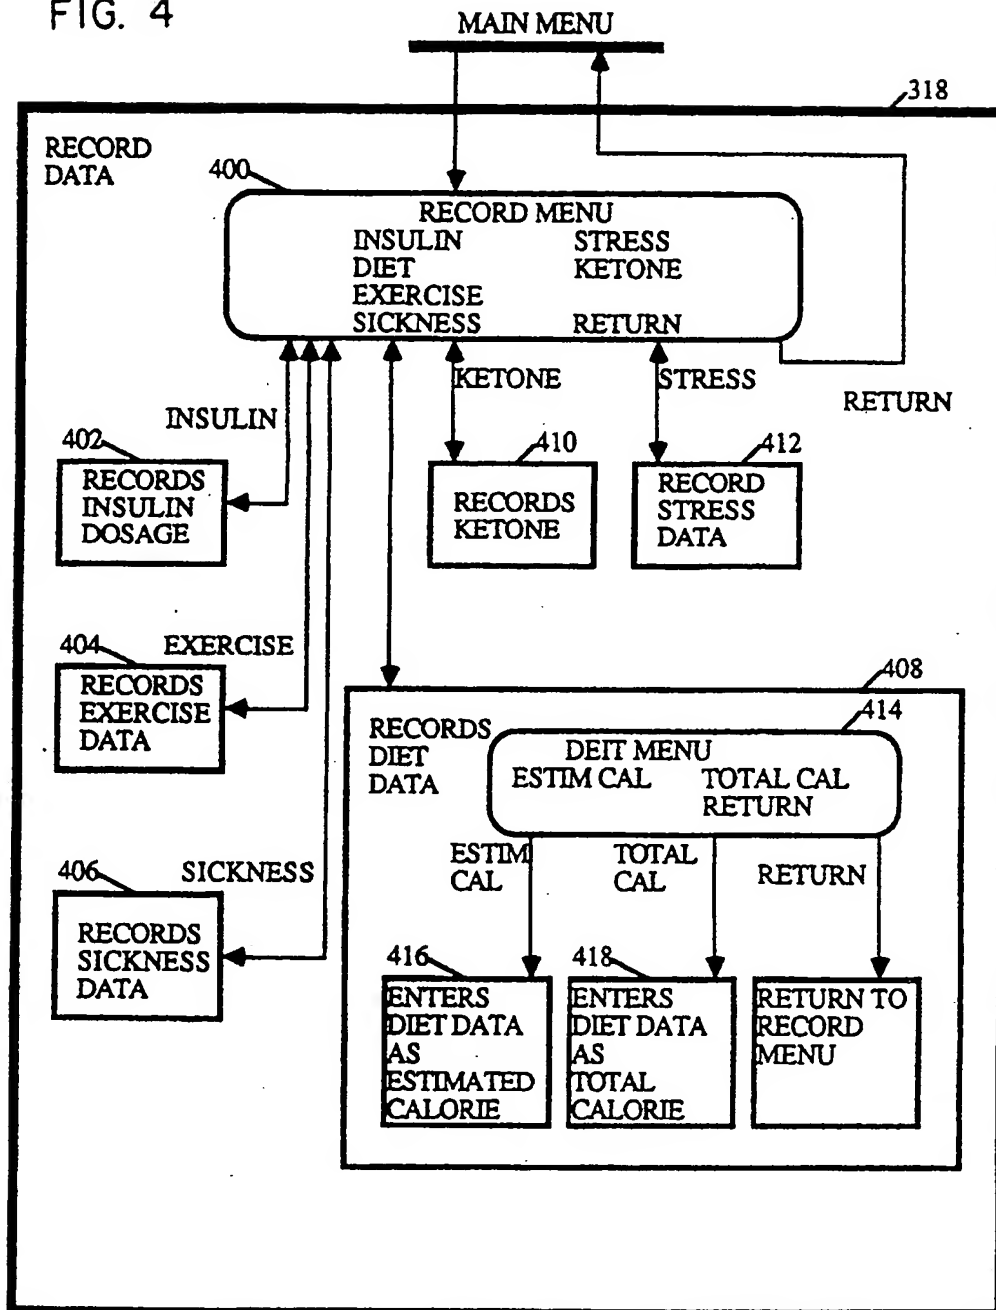 FIG. 4
MAIN MENU
318
RECORD
DATA
400
RECORD MENU
INSULIN STRESS
DIET KETONE
EXERCISE
SICKNESS RETURN
KETONE
STRESS
RETURN
INSULIN
402
RECORDS
INSULIN
DOSAGE
410
RECORDS
KETONE
412
RECORD
STRESS
DATA
404
EXERCISE
RECORDS
EXERCISE
DATA
408
RECORDS
DIET
DATA
414
DEIT MENU
ESTIM CAL TOTAL CAL
RETURN
ESTIM
CAL
TOTAL
CAL
RETURN
406
SICKNESS
RECORDS
SICKNESS
DATA
416
ENTERS
DIET DATA
AS
ESTIMATED
CALORIE
418
ENTERS
DIET DATA
AS
TOTAL
CALORIE
RETURN TO
RECORD
MENU